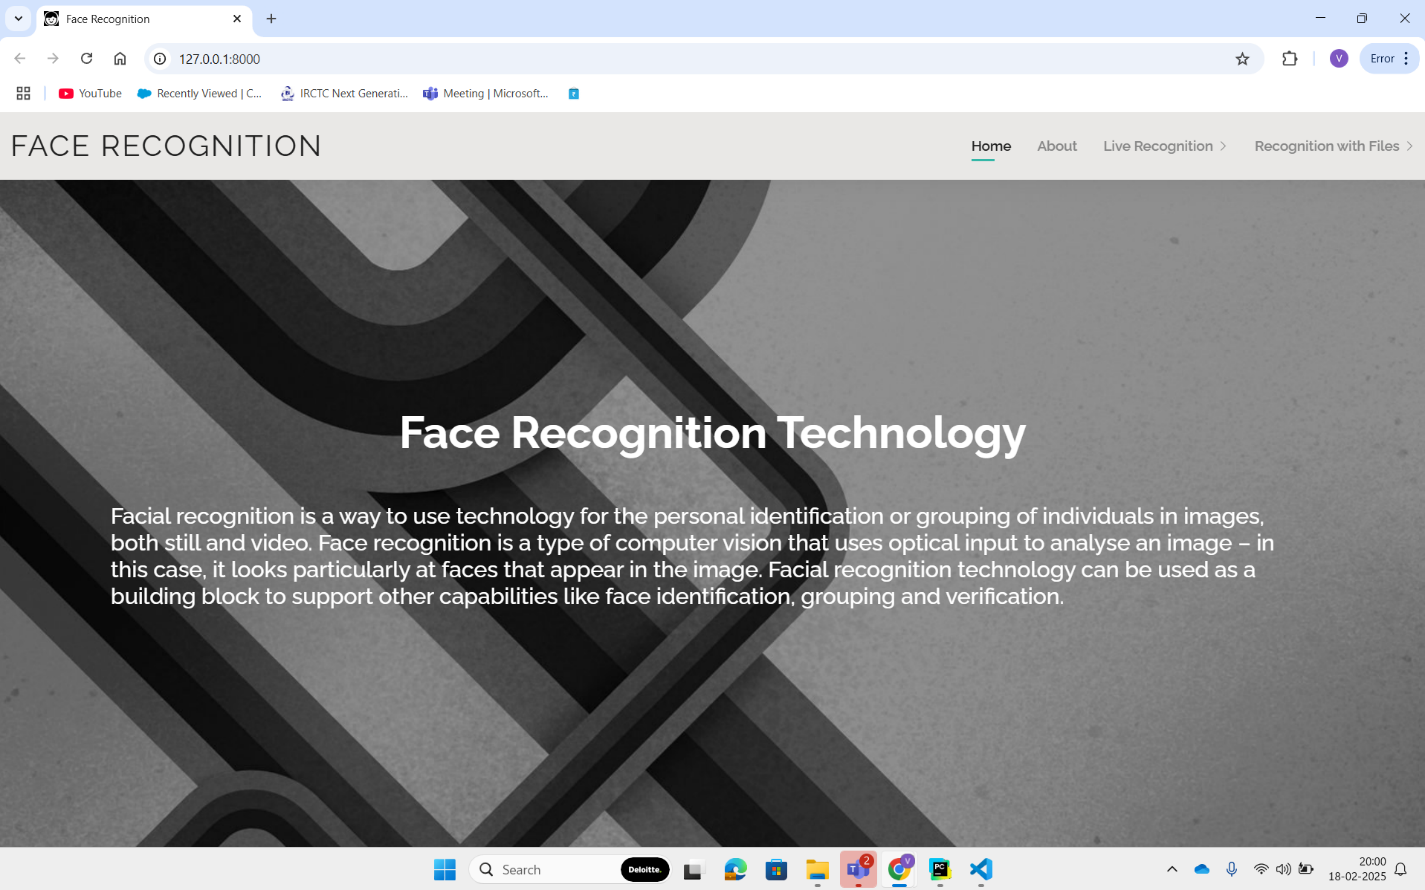 Face Recognition
127.0.0.1:8000
V
Error
YouTube
Recently Viewed | C...
IRCTC Next Generati...
Meeting | Microsoft...
FACE RECOGNITION
Home
About
Live Recognition
Recognition with Files
Face Recognition Technology
Facial recognition is a way to use technology for the personal identification or grouping of individuals in images,
both still and video. Face recognition is a type of computer vision that uses optical input to analyse an image – in
this case, it looks particularly at faces that appear in the image. Facial recognition technology can be used as a
building block to support other capabilities like face identification, grouping and verification.
Search
Deloitte.
T
2
V
PC
20:00
18-02-2025